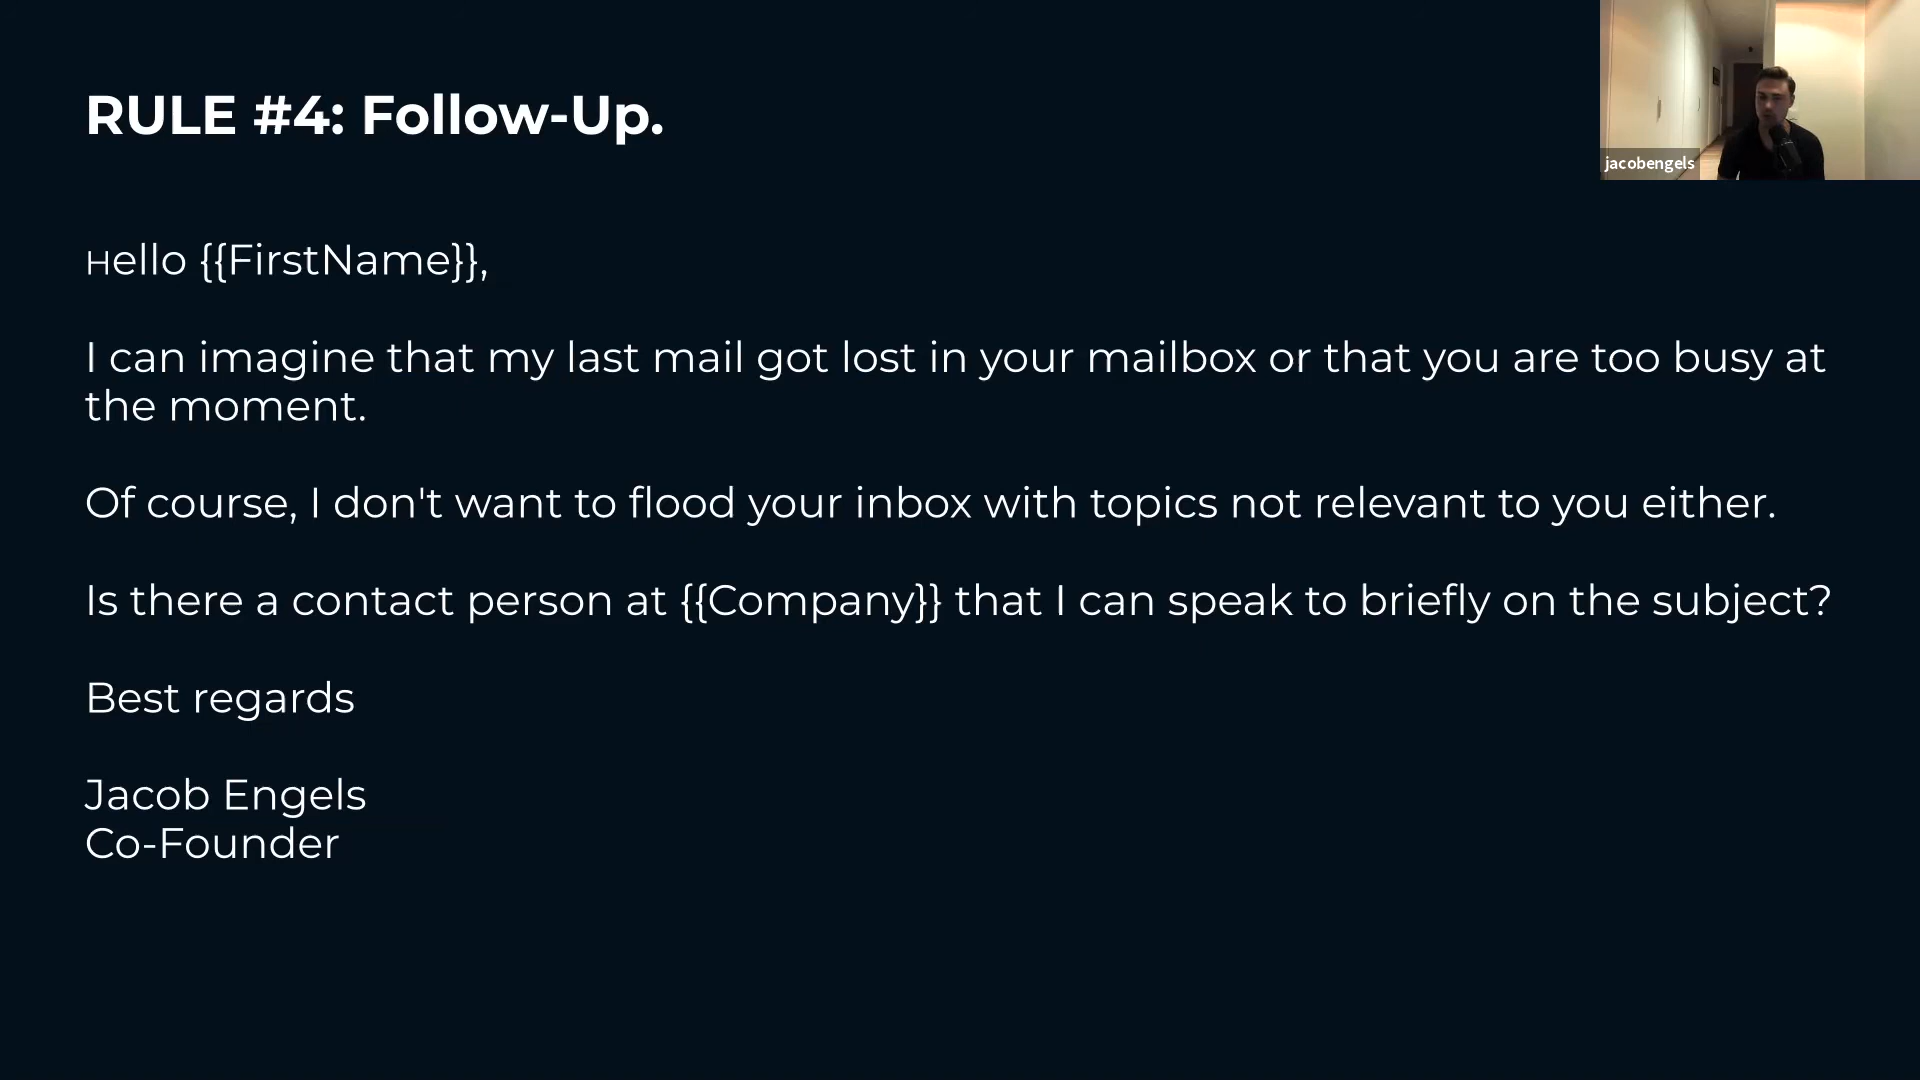 RULE #4: Follow-Up.
jacobengels
Hello {{FirstName}},
I can imagine that my last mail got lost in your mailbox or that you are too busy at
the moment.
Of course, I don't want to flood your inbox with topics not relevant to you either.
Is there a contact person at {{Company}} that I can speak to briefly on the subject?
Best regards
Jacob Engels
Co-Founder